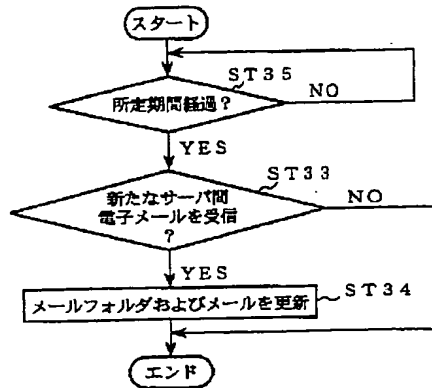 スタート
ST35
所定期間経過?
NO
YES
ST33
新たなサーバ間
電子メールを受信
?
NO
YES
メールフォルダおよびメールを更新
ST34
エンド